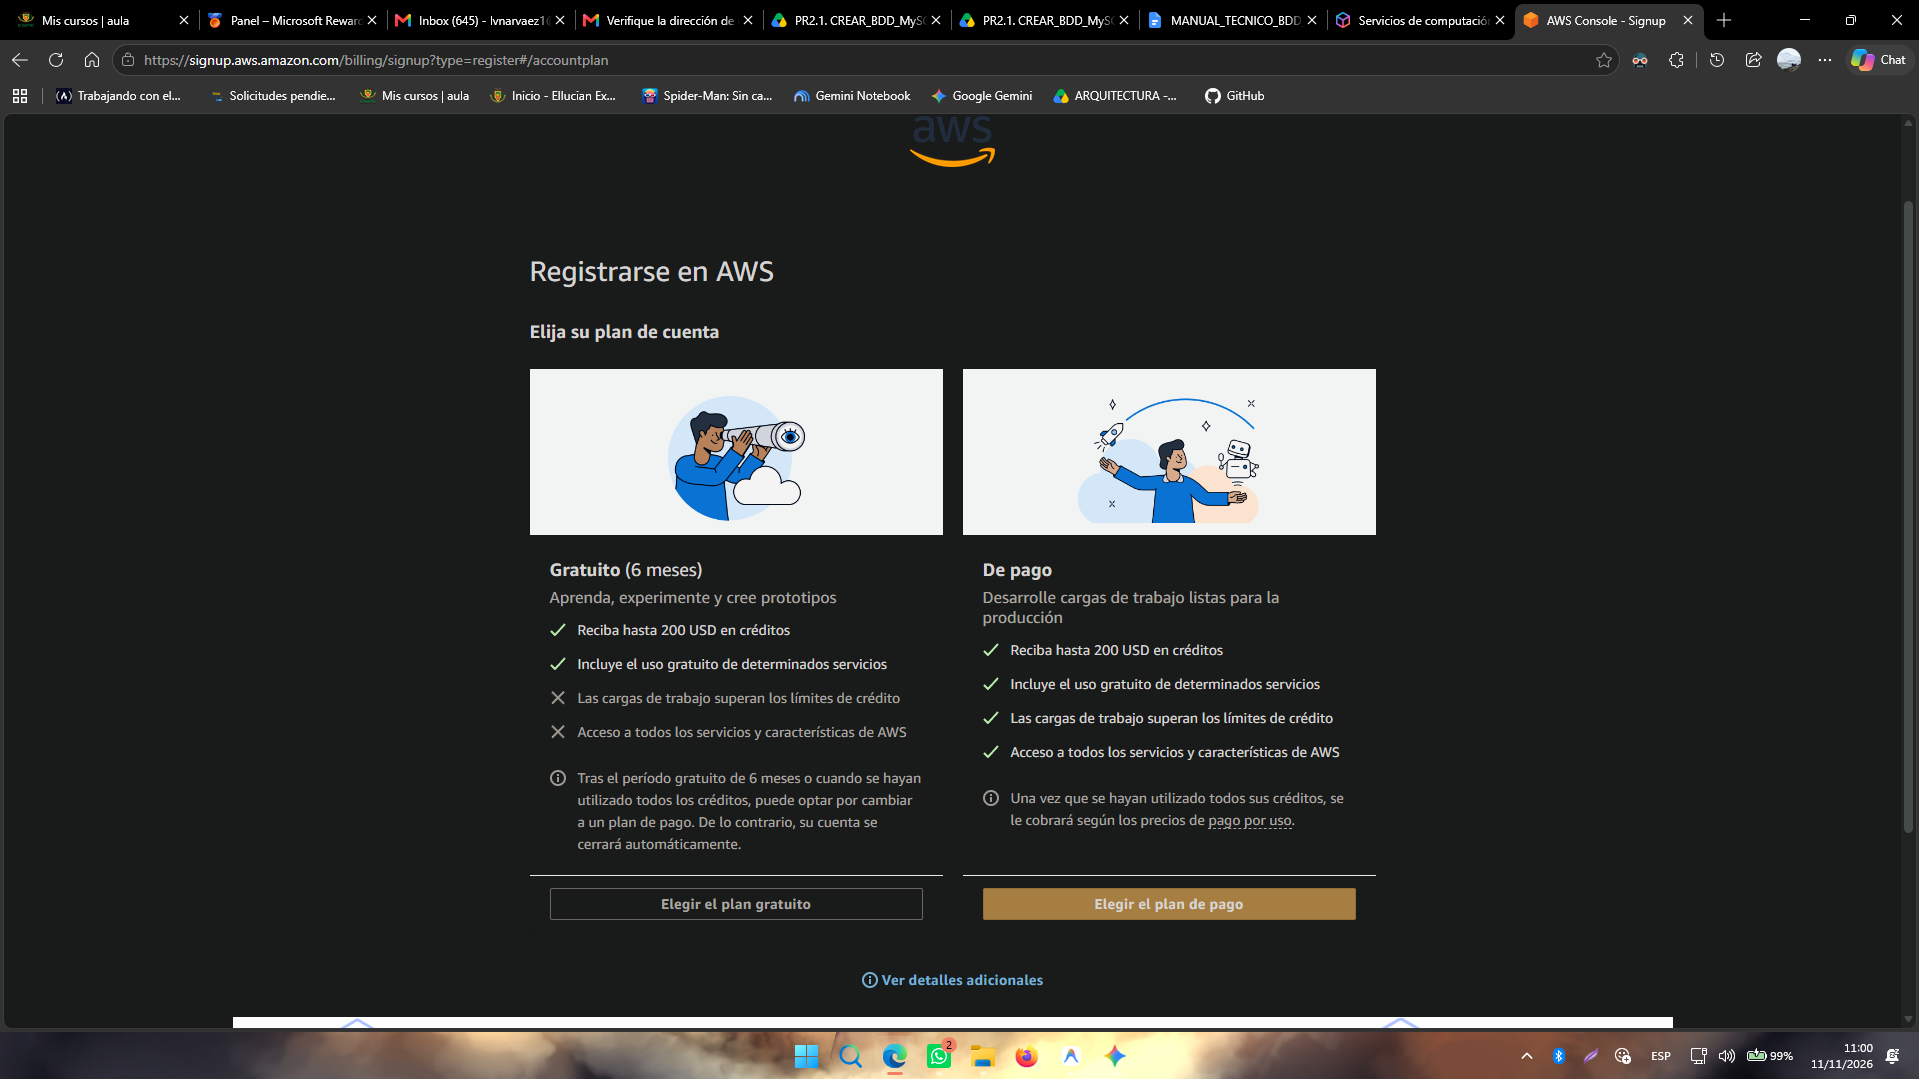 Mis cursos | aula
Panel – Microsoft Rewar
Inbox (645) - lvnarvaez1
Verifique la dirección de
PR2.1. CREAR_BDD_MyS
PR2.1. CREAR_BDD_MyS
MANUAL_TECNICO_BDD
Servicios de computació
AWS Console - Signup
https://signup.aws.amazon.com/billing/signup?type=register#/accountplan
Chat
Trabajando con el...
Solicitudes pendie...
Mis cursos | aula
Inicio - Ellucian Ex...
Spider-Man: Sin ca...
Gemini Notebook
Google Gemini
ARQUITECTURA -...
GitHub
aws
Registrarse en AWS
Elija su plan de cuenta
Gratuito (6 meses)
Aprenda, experimente y cree prototipos
Reciba hasta 200 USD en créditos
Incluye el uso gratuito de determinados servicios
Las cargas de trabajo superan los límites de crédito
Acceso a todos los servicios y características de AWS
Tras el período gratuito de 6 meses o cuando se hayan
utilizado todos los créditos, puede optar por cambiar
a un plan de pago. De lo contrario, su cuenta se
cerrará automáticamente.
Elegir el plan gratuito
De pago
Desarrolle cargas de trabajo listas para la
producción
Reciba hasta 200 USD en créditos
Incluye el uso gratuito de determinados servicios
Las cargas de trabajo superan los límites de crédito
Acceso a todos los servicios y características de AWS
Una vez que se hayan utilizado todos sus créditos, se
le cobrará según los precios de pago por uso.
Elegir el plan de pago
Ver detalles adicionales
2
ESP
99%
11:00
11/11/2026